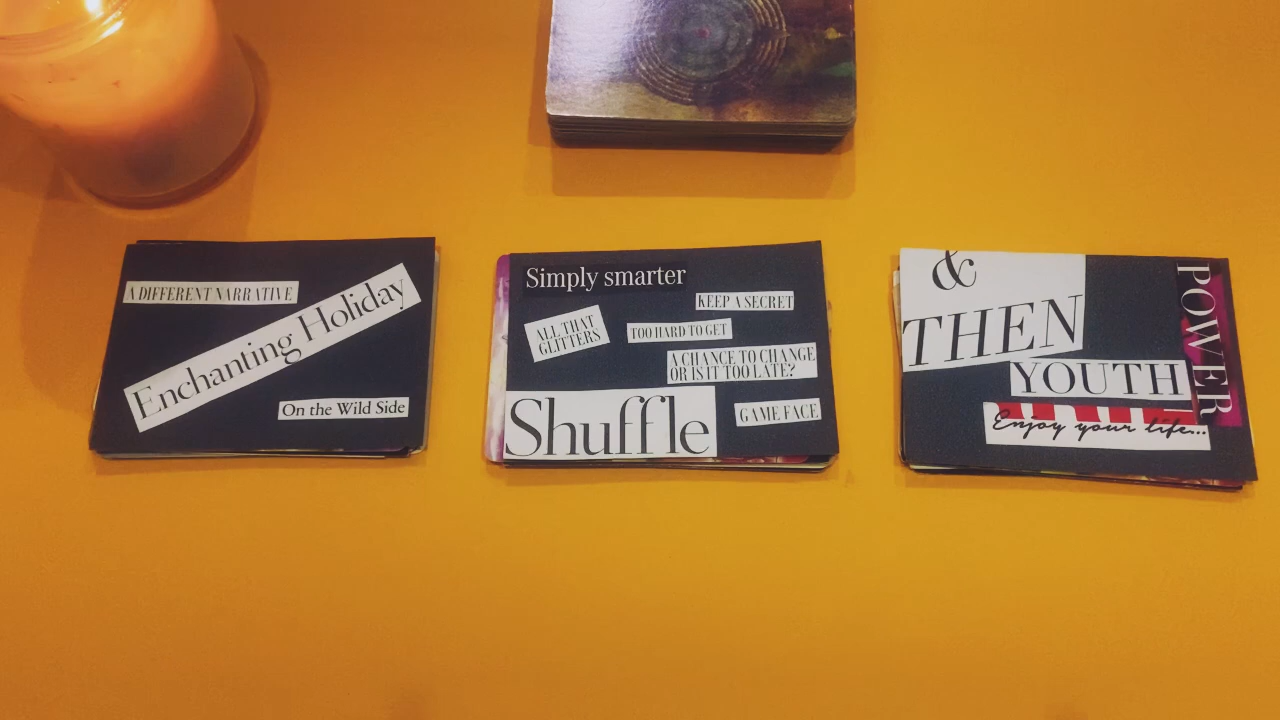 A DIFFERENT NARRATIVE
Enchanting Holiday
On the Wild Side
Simply smarter
KEEP A SECRET
ALL THAT
GLITTERS
TOO HARD TO GET
A CHANCE TO CHANGE
OR IS IT TOO LATE?
Shuffle
GAME FACE
&
THEN
YOUTH
POWER
Enjoy your life...